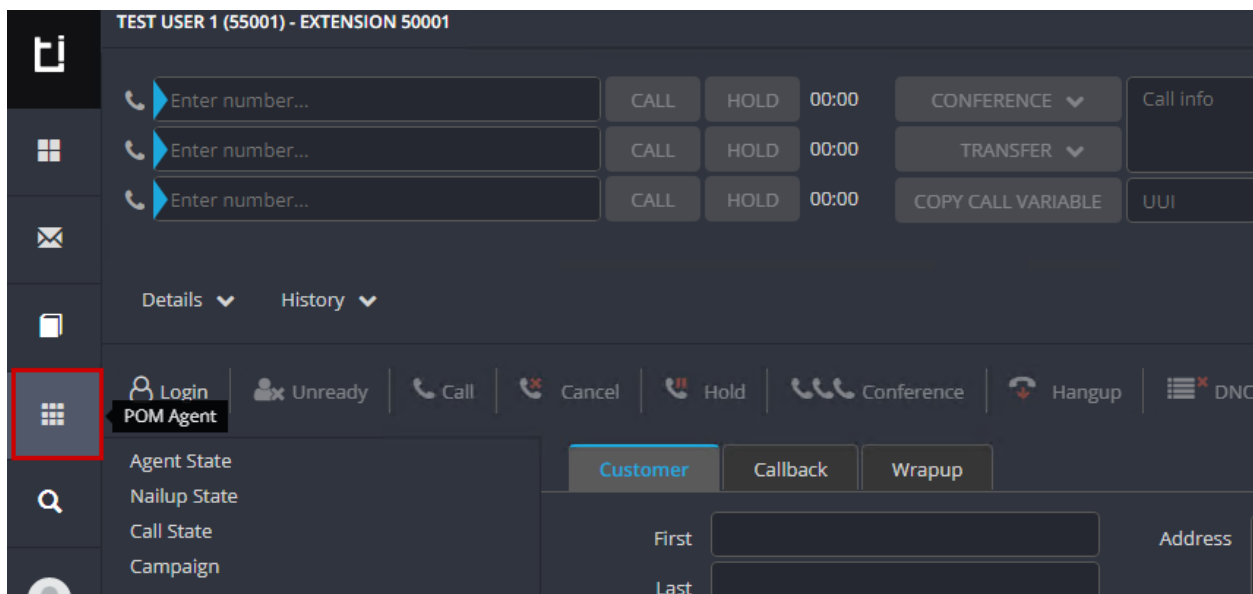 TEST USER 1 (55001) - EXTENSION 50001
Enter number... CALL HOLD 00:00 CONFERENCE Call info
Enter number... CALL HOLD 00:00 TRANSFER
Enter number... CALL HOLD 00:00 COPY CALL VARIABLE UUI
Details History
Login Unready Call Cancel Hold Conference Hangup DNC
POM Agent
Agent State
Nailup State
Call State
Campaign
Customer Callback Wrapup
First Address
Last